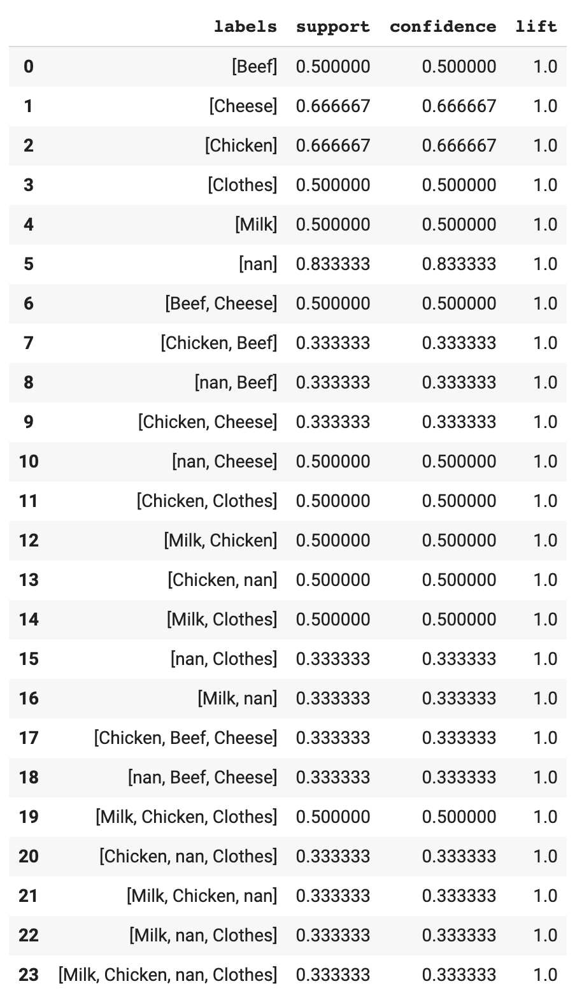 labels support confidence lift
0 [Beef] 0.500000 0.500000 1.0
1 [Cheese] 0.666667 0.666667 1.0
2 [Chicken] 0.666667 0.666667 1.0
3 [Clothes] 0.500000 0.500000 1.0
4 [Milk] 0.500000 0.500000 1.0
5 [nan] 0.833333 0.833333 1.0
6 [Beef, Cheese] 0.500000 0.500000 1.0
7 [Chicken, Beef] 0.333333 0.333333 1.0
8 [nan, Beef] 0.333333 0.333333 1.0
9 [Chicken, Cheese] 0.333333 0.333333 1.0
10 [nan, Cheese] 0.500000 0.500000 1.0
11 [Chicken, Clothes] 0.500000 0.500000 1.0
12 [Milk, Chicken] 0.500000 0.500000 1.0
13 [Chicken, nan] 0.500000 0.500000 1.0
14 [Milk, Clothes] 0.500000 0.500000 1.0
15 [nan, Clothes] 0.333333 0.333333 1.0
16 [Milk, nan] 0.333333 0.333333 1.0
17 [Chicken, Beef, Cheese] 0.333333 0.333333 1.0
18 [nan, Beef, Cheese] 0.333333 0.333333 1.0
19 [Milk, Chicken, Clothes] 0.500000 0.500000 1.0
20 [Chicken, nan, Clothes] 0.333333 0.333333 1.0
21 [Milk, Chicken, nan] 0.333333 0.333333 1.0
22 [Milk, nan, Clothes] 0.333333 0.333333 1.0
23 [Milk, Chicken, nan, Clothes] 0.333333 0.333333 1.0